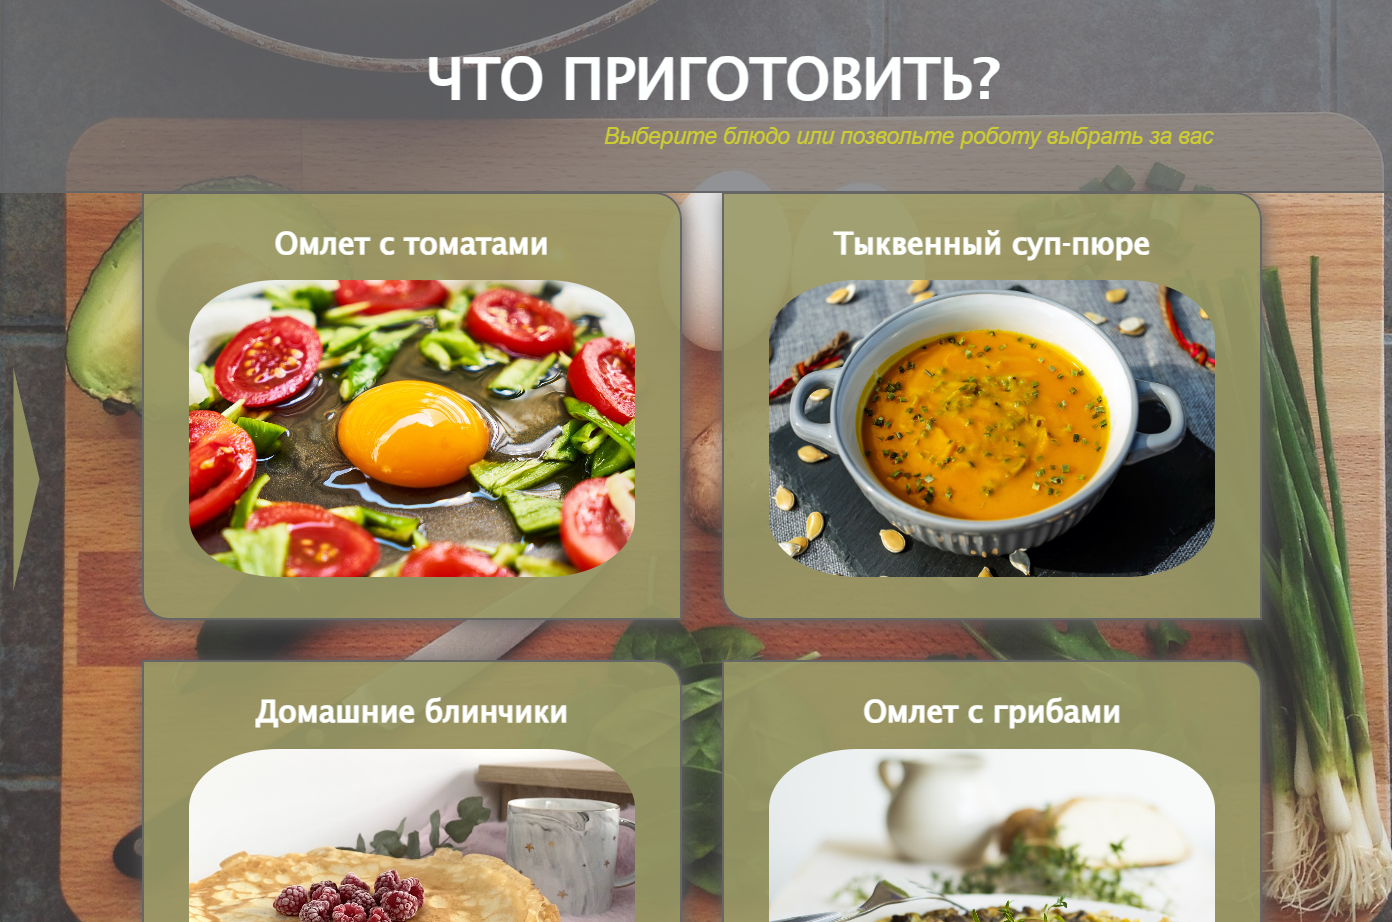 ЧТО ПРИГОТОВИТЬ?
Выберите блюдо или позвольте роботу выбрать за вас
Омлет с томатами
Тыквенный суп-пюре
Домашние блинчики
Омлет с грибами